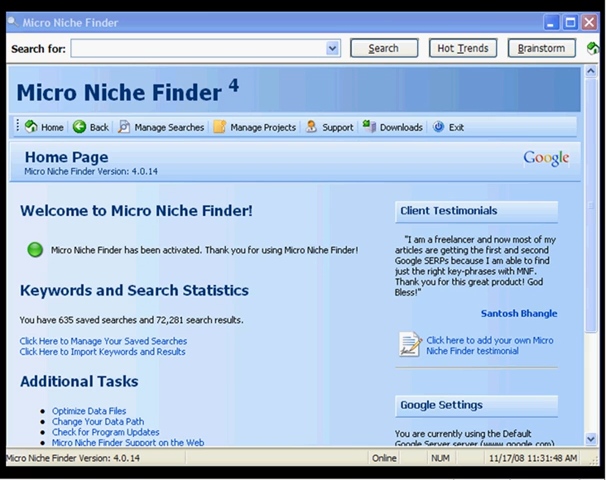 Micro Niche Finder
Search for:
Search
Hot Trends
Brainstorm
Micro Niche Finder 4
Home
Back
Manage Searches
Manage Projects
Support
Downloads
Exit
Home Page
Micro Niche Finder Version: 4.0.14
Google
Welcome to Micro Niche Finder!
Micro Niche Finder has been activated. Thank you for using Micro Niche Finder!
Keywords and Search Statistics
You have 635 saved searches and 72,281 search results.
Click Here to Manage Your Saved Searches
Click Here to Import Keywords and Results
Additional Tasks
Optimize Data Files
Change Your Data Path
Check for Program Updates
Micro Niche Finder Support on the Web
Client Testimonials
"I am a freelancer and now most of my
articles are getting the first and second
Google SERPs because I am able to find
just the right key-phrases with MNF.
Thank you for this great product! God
Bless!"
Santosh Bhangle
Click here to add your own Micro
Niche Finder testimonial
Google Settings
You are currently using the Default
Google Server server (www.google.com)
Micro Niche Finder Version: 4.0.14
Online
NUM
11/17/08 11:31:48 AM